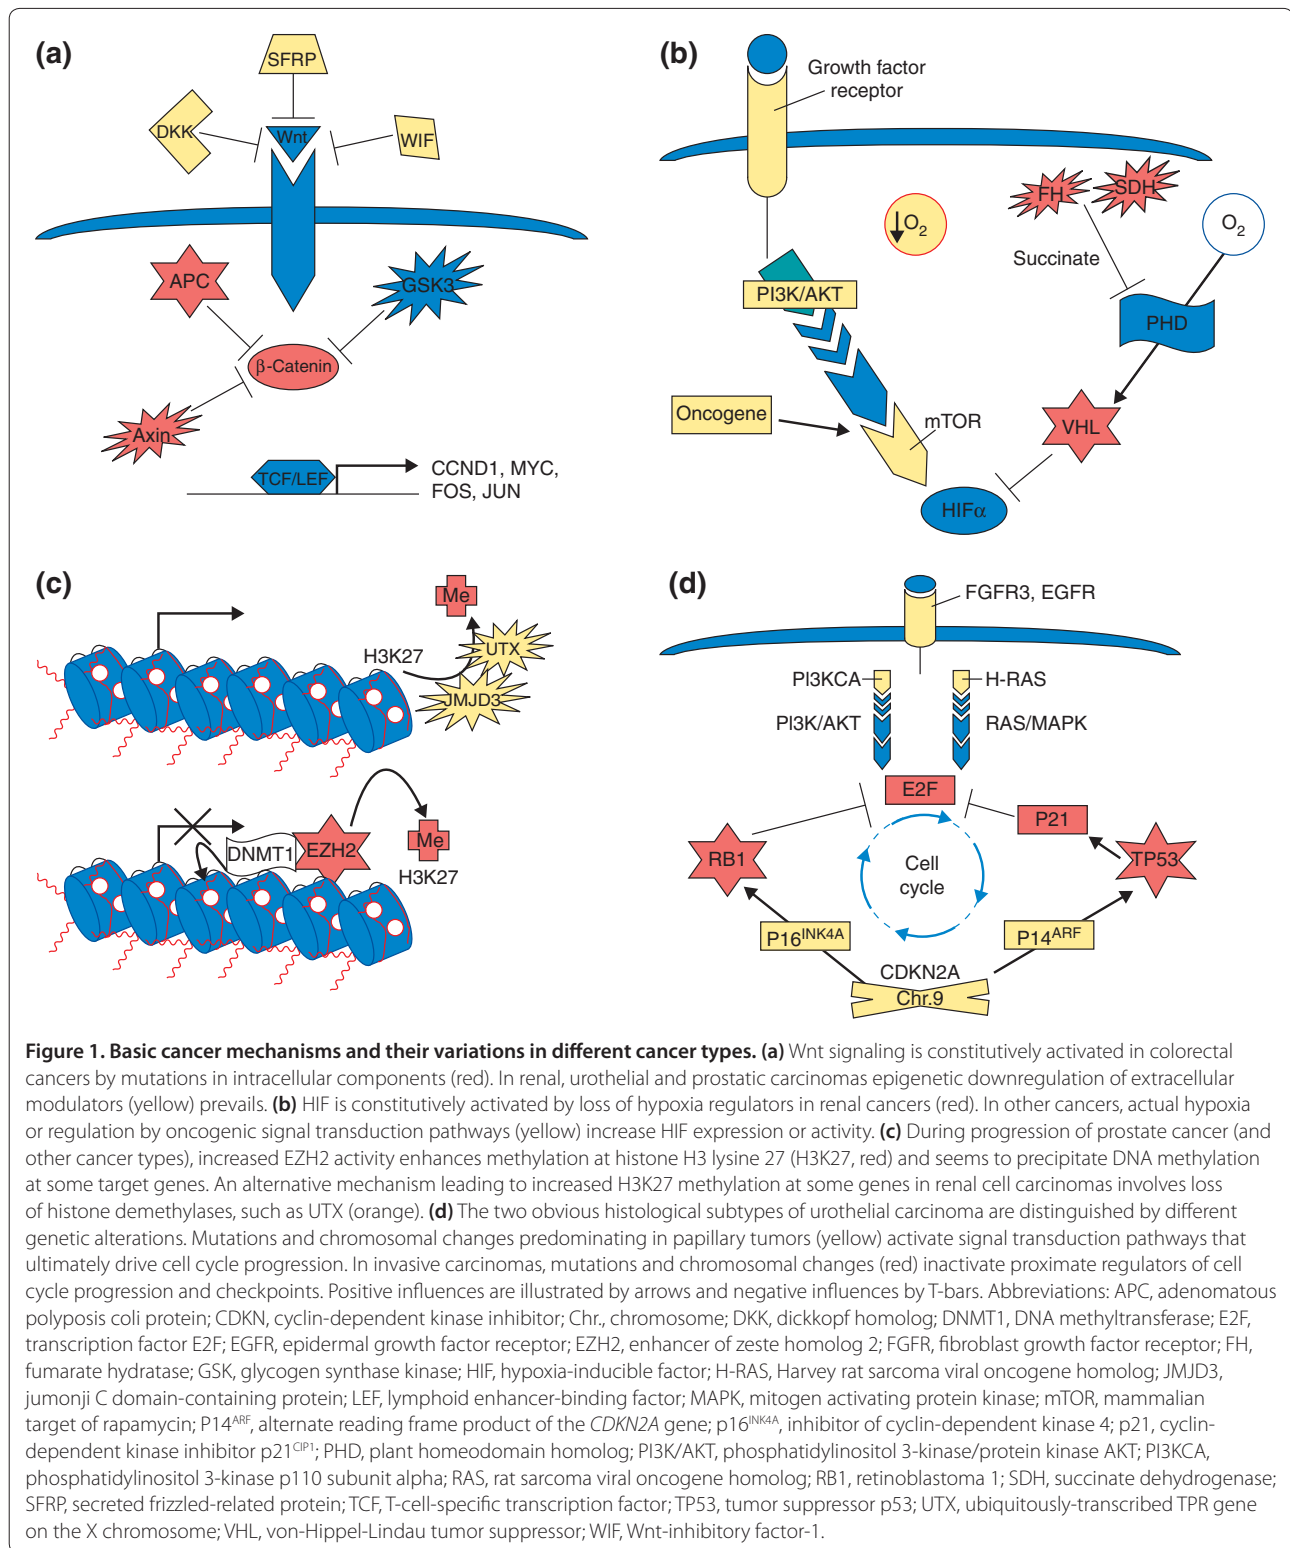 (a)
SFRP
DKK
Wnt
WIF
APC
GSK3
β-Catenin
Axin
TCF/LEF
CCND1, MYC,
FOS, JUN
(b)
Growth factor
receptor
FH
SDH
O2
O2
Succinate
PI3K/AKT
PHD
Oncogene
mTOR
VHL
HIFα
(c)
Me
H3K27
UTX
JMJD3
DNMT1
EZH2
Me
H3K27
(d)
FGFR3, EGFR
PI3KCA
H-RAS
PI3K/AKT
RAS/MAPK
E2F
P21
RB1
Cell
cycle
TP53
P16INK4A
P14ARF
CDKN2A
Chr.9
Figure 1. Basic cancer mechanisms and their variations in different cancer types. (a) Wnt signaling is constitutively activated in colorectal
cancers by mutations in intracellular components (red). In renal, urothelial and prostatic carcinomas epigenetic downregulation of extracellular
modulators (yellow) prevails. (b) HIF is constitutively activated by loss of hypoxia regulators in renal cancers (red). In other cancers, actual hypoxia
or regulation by oncogenic signal transduction pathways (yellow) increase HIF expression or activity. (c) During progression of prostate cancer (and
other cancer types), increased EZH2 activity enhances methylation at histone H3 lysine 27 (H3K27, red) and seems to precipitate DNA methylation
at some target genes. An alternative mechanism leading to increased H3K27 methylation at some genes in renal cell carcinomas involves loss
of histone demethylases, such as UTX (orange). (d) The two obvious histological subtypes of urothelial carcinoma are distinguished by different
genetic alterations. Mutations and chromosomal changes predominating in papillary tumors (yellow) activate signal transduction pathways that
ultimately drive cell cycle progression. In invasive carcinomas, mutations and chromosomal changes (red) inactivate proximate regulators of cell
cycle progression and checkpoints. Positive influences are illustrated by arrows and negative influences by T-bars. Abbreviations: APC, adenomatous
polyposis coli protein; CDKN, cyclin-dependent kinase inhibitor; Chr., chromosome; DKK, dickkopf homolog; DNMT1, DNA methyltransferase; E2F,
transcription factor E2F; EGFR, epidermal growth factor receptor; EZH2, enhancer of zeste homolog 2; FGFR, fibroblast growth factor receptor; FH,
fumarate hydratase; GSK, glycogen synthase kinase; HIF, hypoxia-inducible factor; H-RAS, Harvey rat sarcoma viral oncogene homolog; JMJD3,
jumonji C domain-containing protein; LEF, lymphoid enhancer-binding factor; MAPK, mitogen activating protein kinase; mTOR, mammalian
target of rapamycin; P14ARF, alternate reading frame product of the CDKN2A gene; p16INK4A, inhibitor of cyclin-dependent kinase 4; p21, cyclin-
dependent kinase inhibitor p21CIP1; PHD, plant homeodomain homolog; PI3K/AKT, phosphatidylinositol 3-kinase/protein kinase AKT; PI3KCA,
phosphatidylinositol 3-kinase p110 subunit alpha; RAS, rat sarcoma viral oncogene homolog; RB1, retinoblastoma 1; SDH, succinate dehydrogenase;
SFRP, secreted frizzled-related protein; TCF, T-cell-specific transcription factor; TP53, tumor suppressor p53; UTX, ubiquitously-transcribed TPR gene
on the X chromosome; VHL, von-Hippel-Lindau tumor suppressor; WIF, Wnt-inhibitory factor-1.